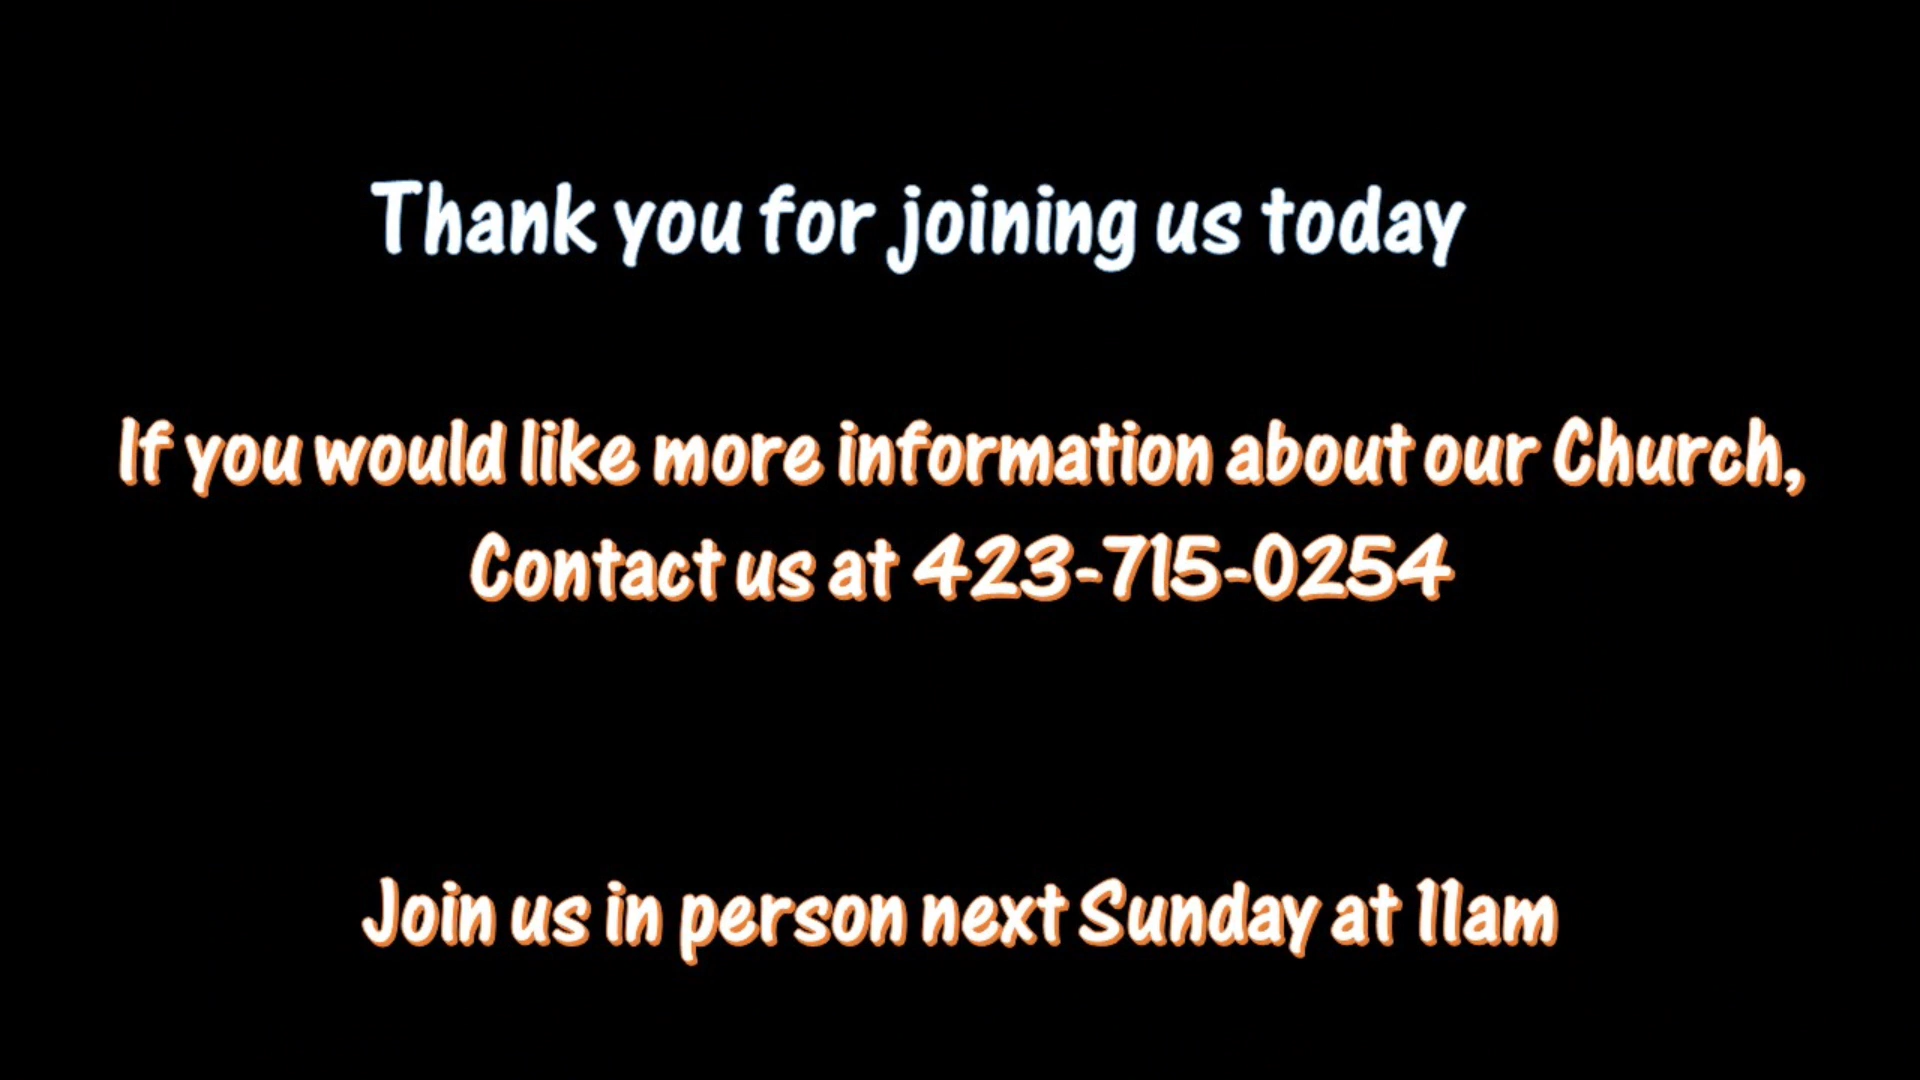 Thank you for joining us today
If you would like more information about our Church,
Contact us at 423-715-0254
Join us in person next Sunday at 11am